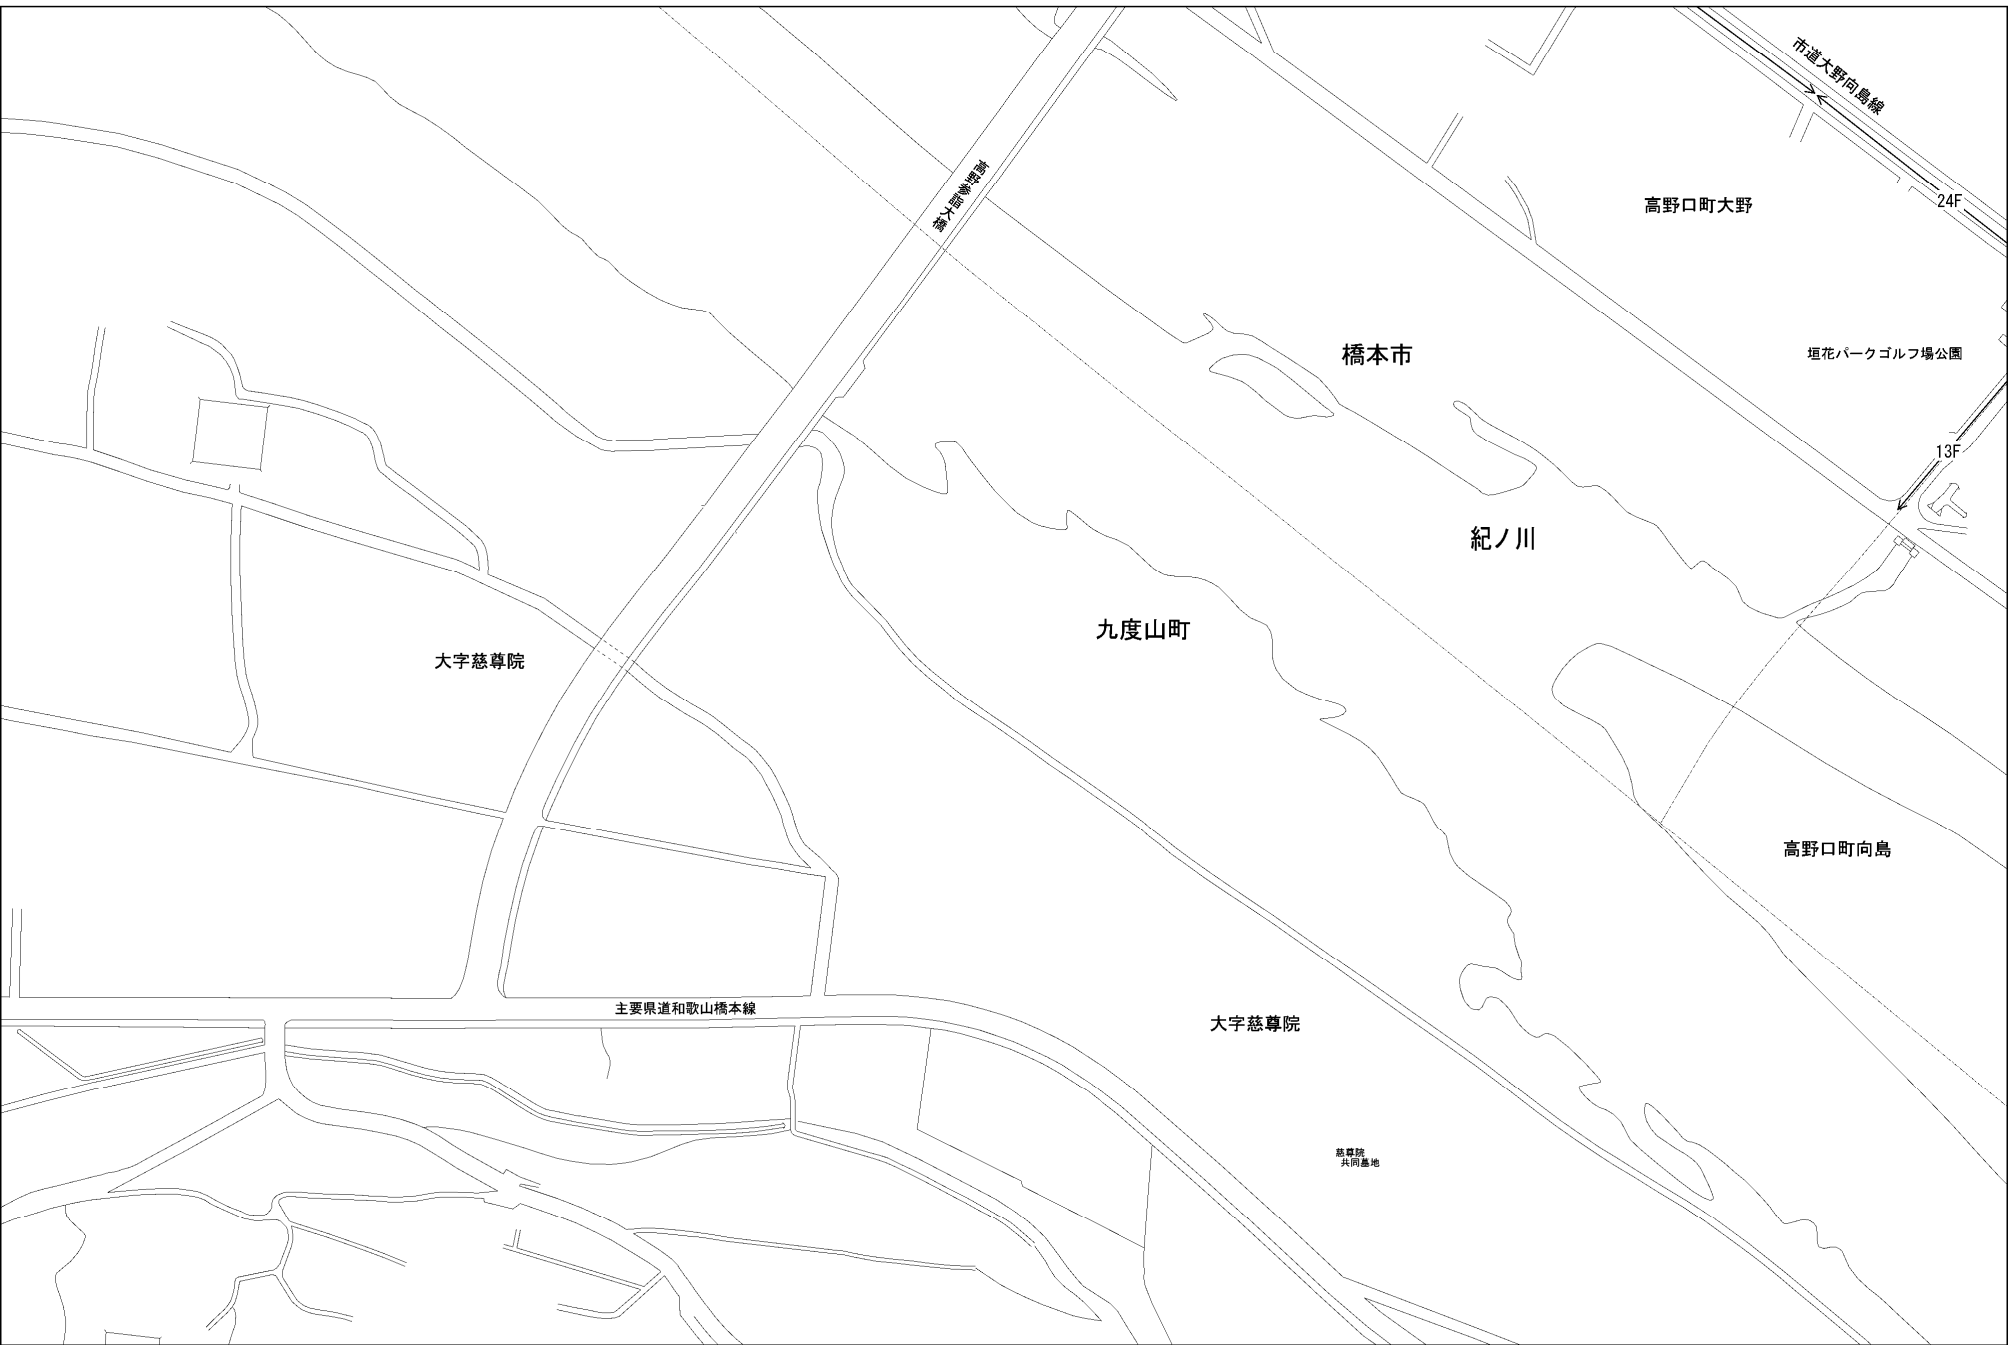 市道大野向島線
高野参詣大橋
24F
高野口町大野
橋本市
垣花パークゴルフ場公園
13F
紀ノ川
九度山町
大字慈尊院
高野口町向島
主要県道和歌山橋本線
大字慈尊院
慈尊院
共同墓地